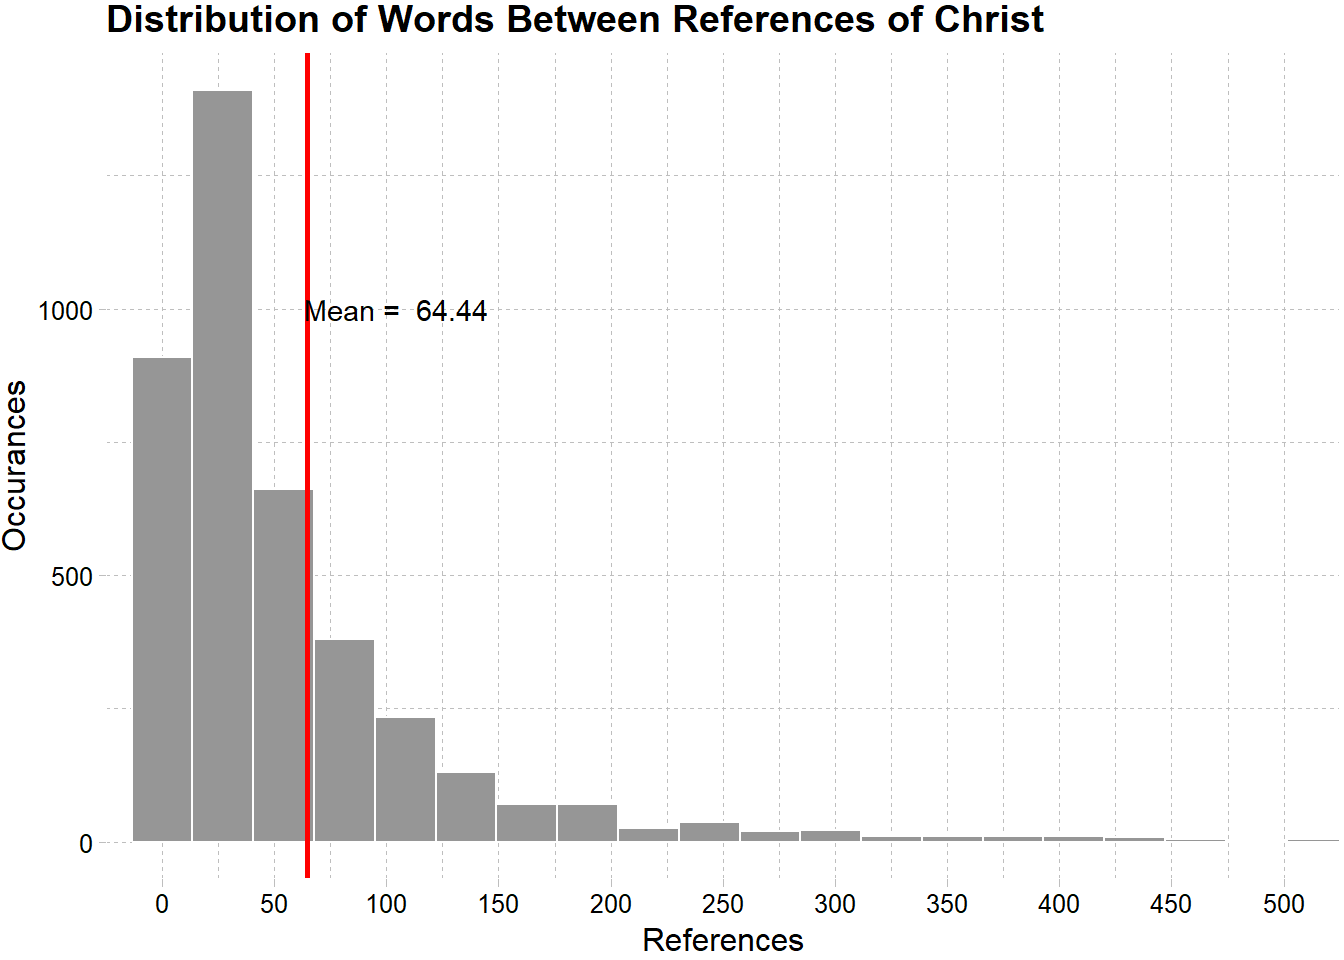 Distribution of Words Between References of Christ
Occurances
1000
500
0
Mean =  64.44
0 50 100 150 200 250 300 350 400 450 500
References